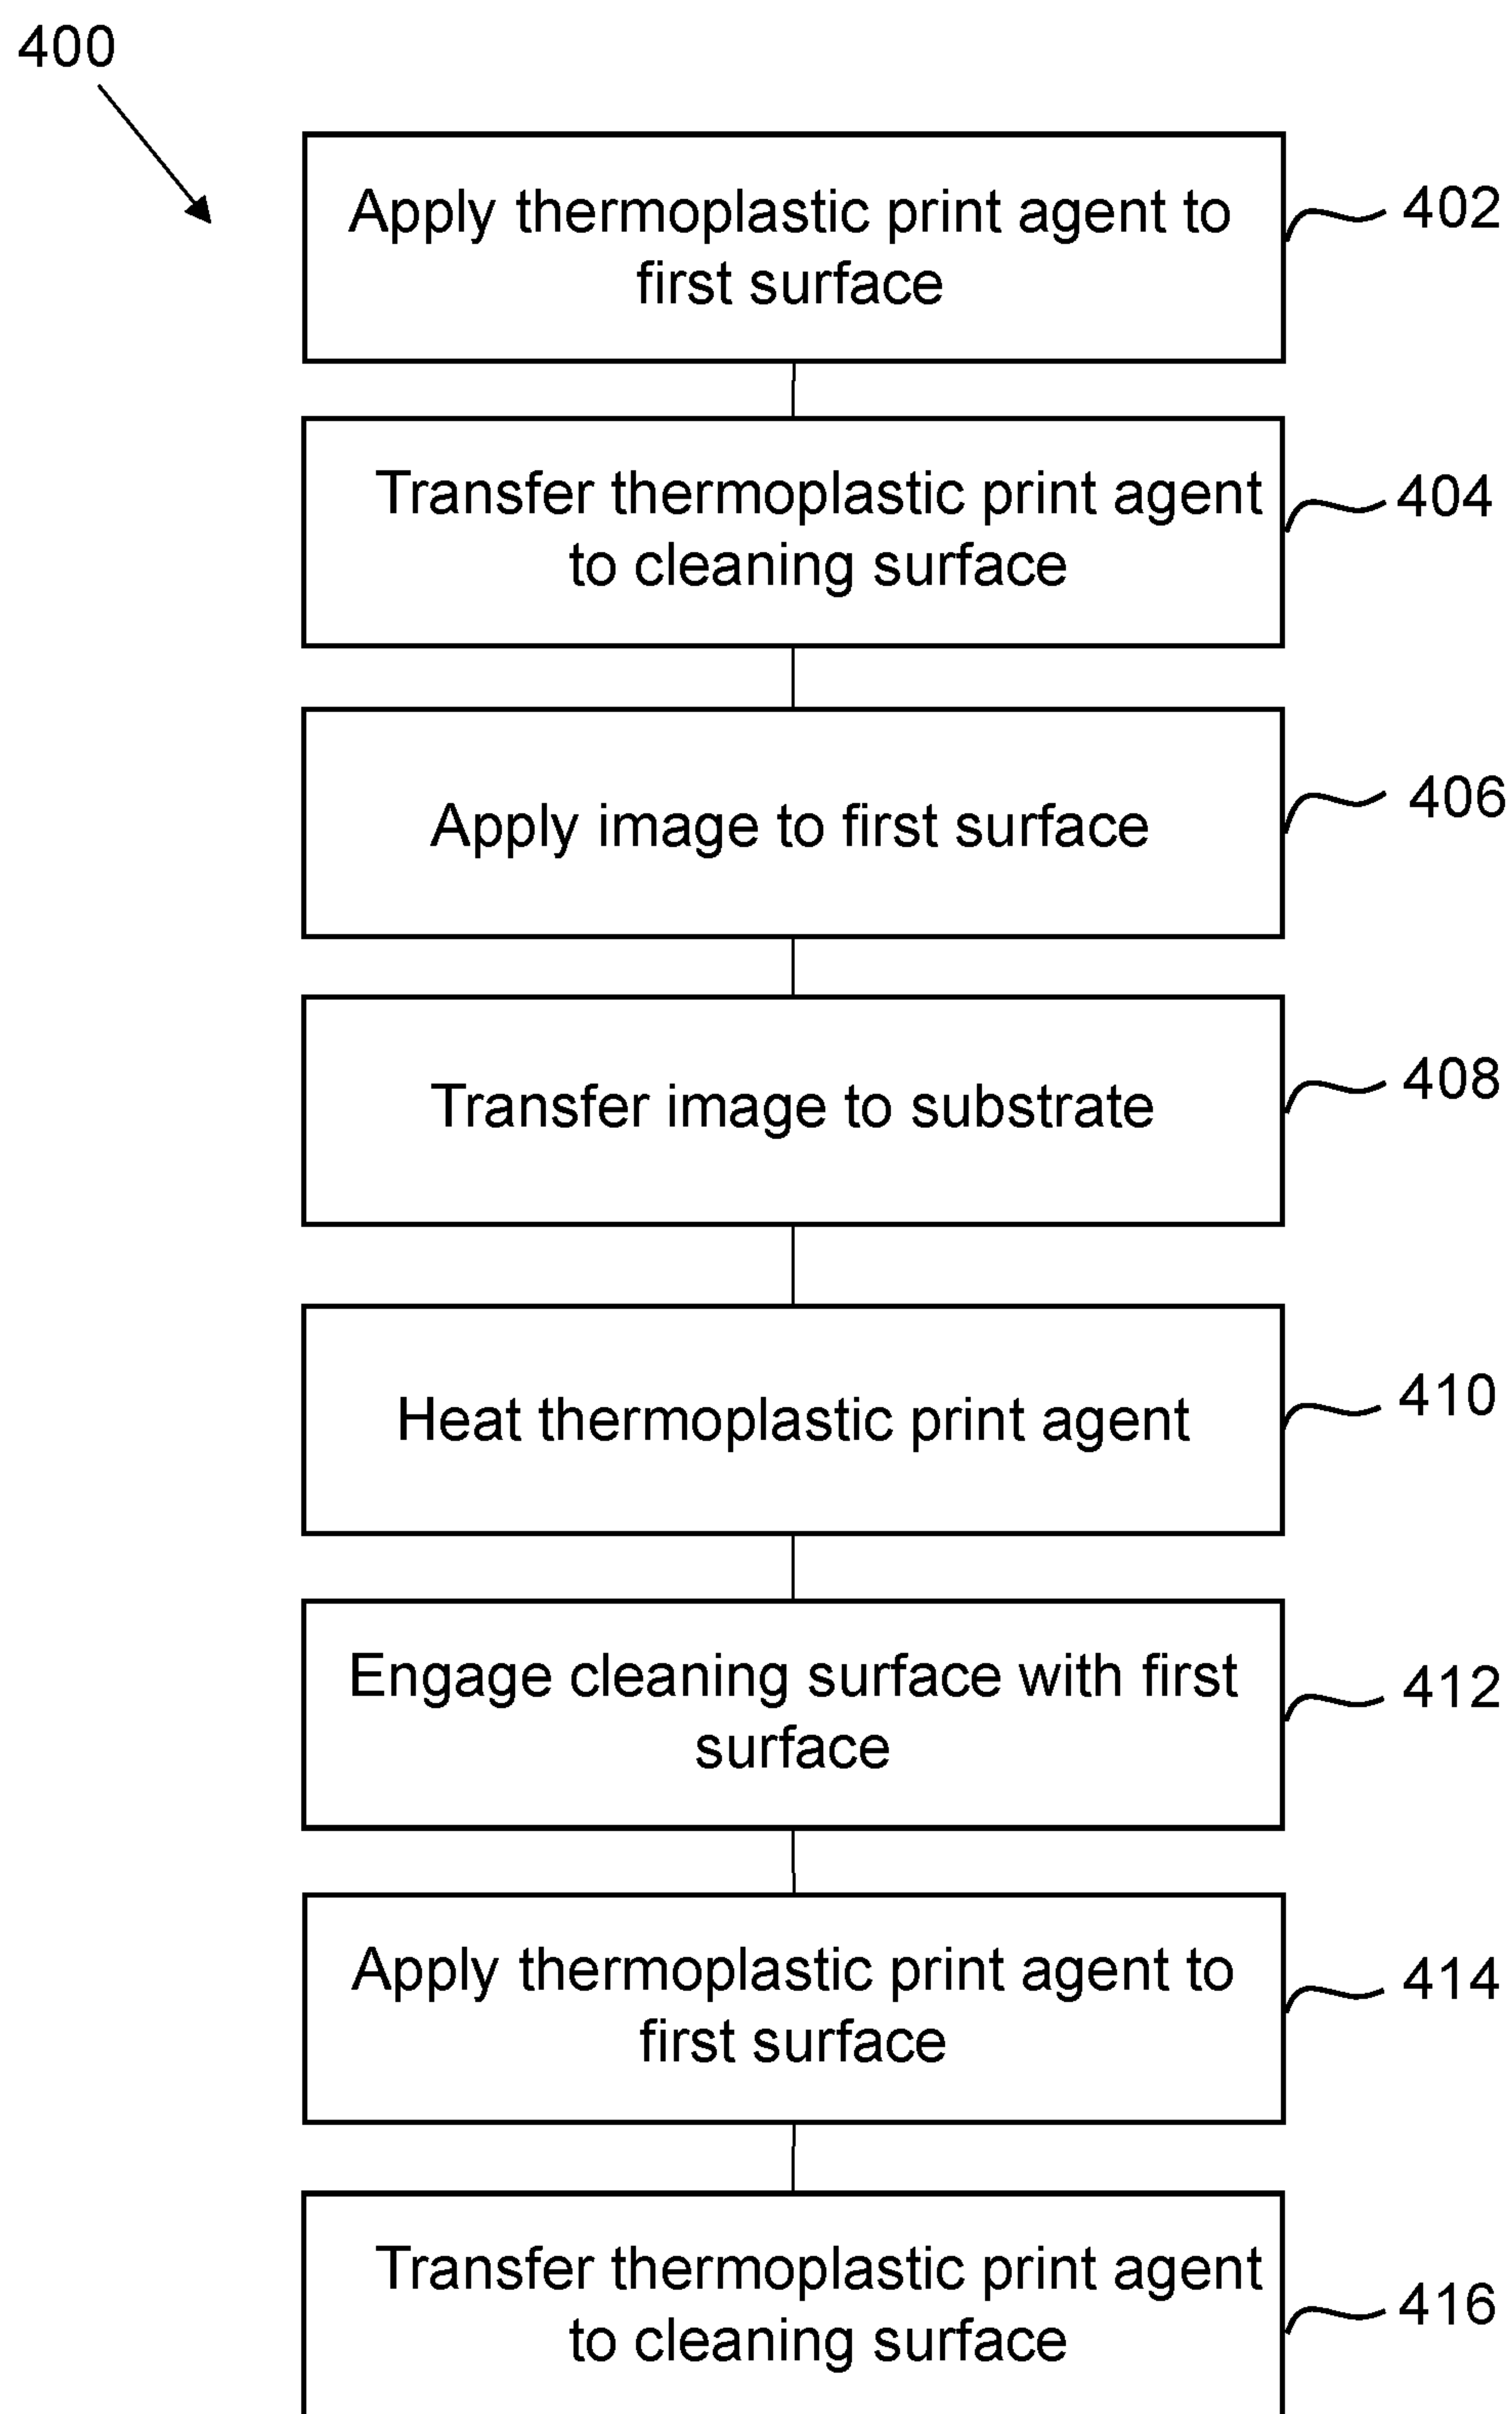 400
Apply thermoplastic print agent to
first surface
402
Transfer thermoplastic print agent
to cleaning surface
404
Apply image to first surface
406
Transfer image to substrate
408
Heat thermoplastic print agent
410
Engage cleaning surface with first
surface
412
Apply thermoplastic print agent to
first surface
414
Transfer thermoplastic print agent
to cleaning surface
416